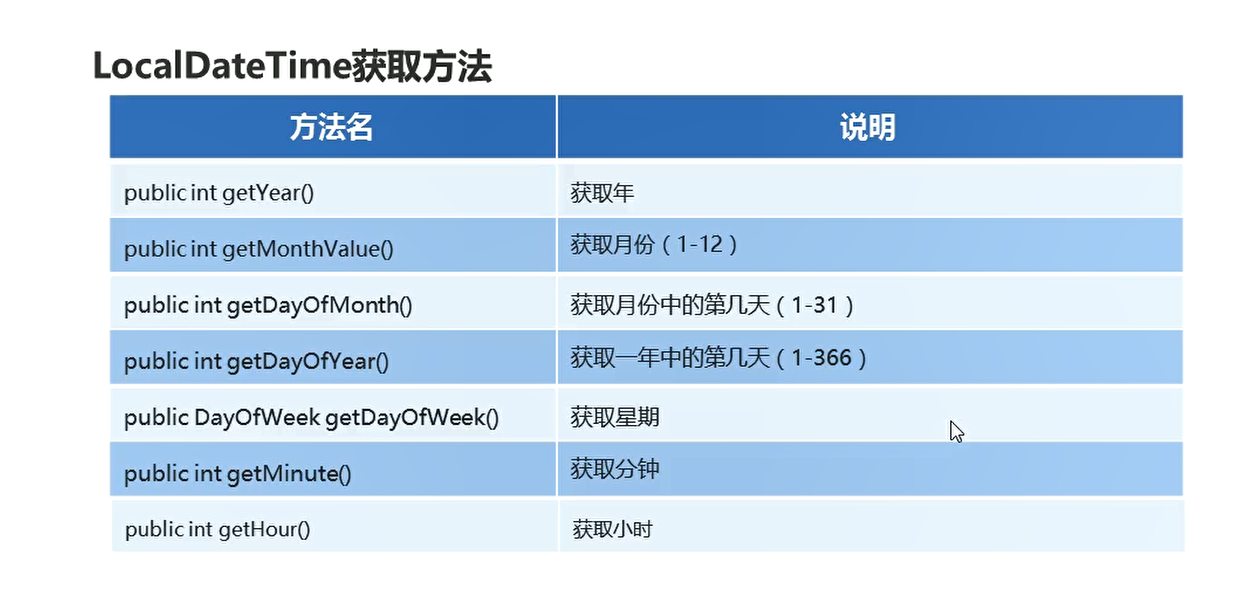 LocalDateTime获取方法
方法名 说明
public int getYear() 获取年
public int getMonthValue() 获取月份（1-12）
public int getDayOfMonth() 获取月份中的第几天（1-31）
public int getDayOfYear() 获取一年中的第几天（1-366）
public DayOfWeek getDayOfWeek() 获取星期
public int getMinute() 获取分钟
public int getHour() 获取小时